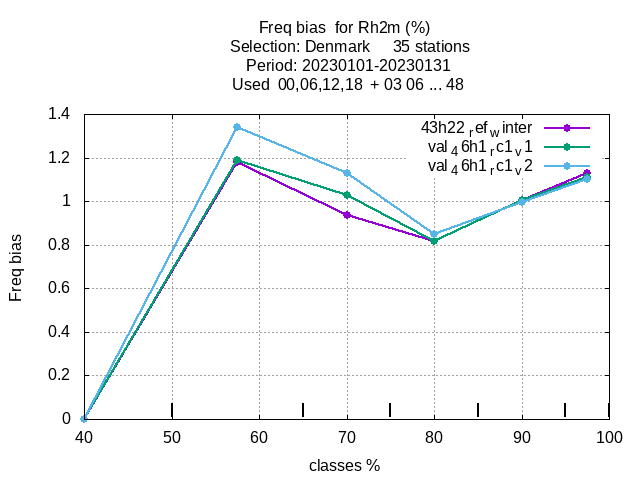 Freq bias  for Rh2m (%)
Selection: Denmark     35 stations
Period: 20230101-20230131
Used  00,06,12,18  + 03 06 ... 48
43h22 ref winter
val 4 6h1 r c1 v 1
val 4 6h1 r c1 v 2
1.4
1.2
1
0.8
0.6
0.4
0.2
0
Freq bias
40 50 60 70 80 90 100
classes %